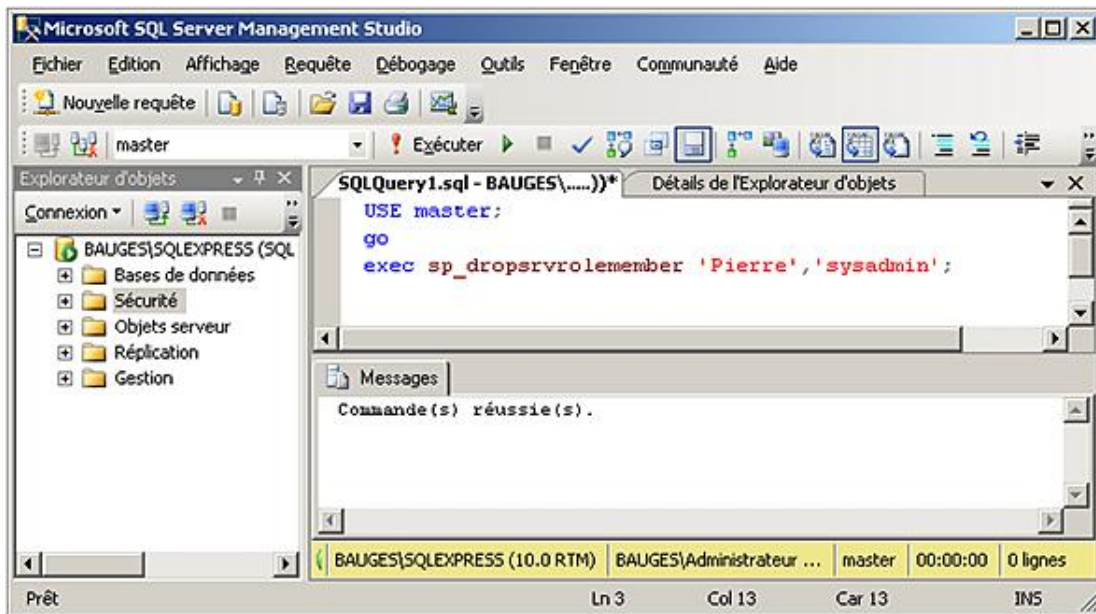 Microsoft SQL Server Management Studio
Fichier Edition Affichage Requête Débogage Outils Fenêtre Communauté Aide
Nouvelle requête
master Exécuter
Explorateur d'objets
SQLQuery1.sql - BAUGES\.....))* Détails de l'Explorateur d'objets
Connexion
BAUGES\SQLEXPRESS (SQL
Bases de données
Sécurité
Objets serveur
Réplication
Gestion
USE master;
go
exec sp_dropsrvrolemember 'Pierre','sysadmin';
Messages
Commande(s) réussie(s).
BAUGES\SQLEXPRESS (10.0 RTM) BAUGES\Administrateur ... master 00:00:00 0 lignes
Prêt Ln 3 Col 13 Car 13 INS